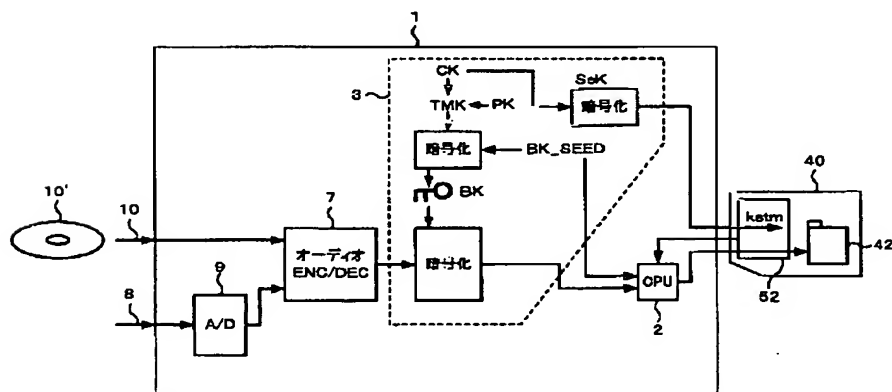 1
3
CK
TMK
PK
SeK
暗号化
暗号化
BK_SEED
BK
10'
10
7
オーディオ
ENC/DEC
暗号化
8
9
A/D
CPU
2
40
kstm
42
52